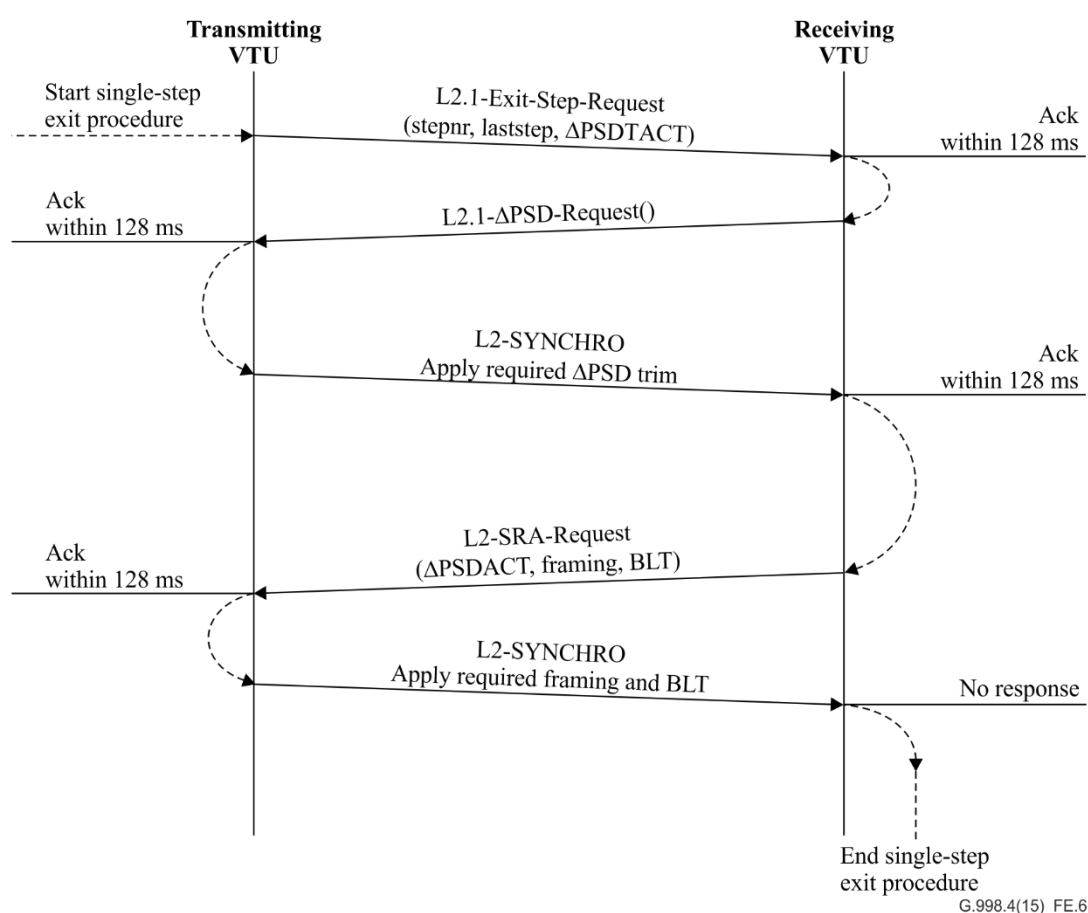 Transmitting
VTU
Receiving
VTU
Start single-step
exit procedure
L2.1-Exit-Step-Request
(stepnr, laststep, ΔPSDTACT)
Ack
within 128 ms
Ack
within 128 ms
L2.1-ΔPSD-Request()
L2-SYNCHRO
Apply required ΔPSD trim
Ack
within 128 ms
Ack
within 128 ms
L2-SRA-Request
(ΔPSDACT, framing, BLT)
L2-SYNCHRO
Apply required framing and BLT
No response
End single-step
exit procedure
G.998.4(15)_FE.6